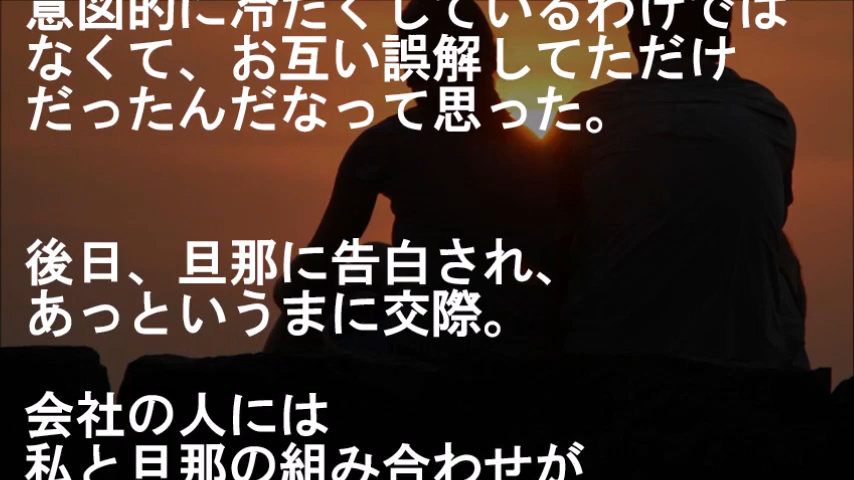 意図的に冷たくしているわけでは
なくて、お互い誤解してただけ
だったんだなって思った。
後日、旦那に告白され、
あっというまに交際。
会社の人には
私と旦那の組み合わせが